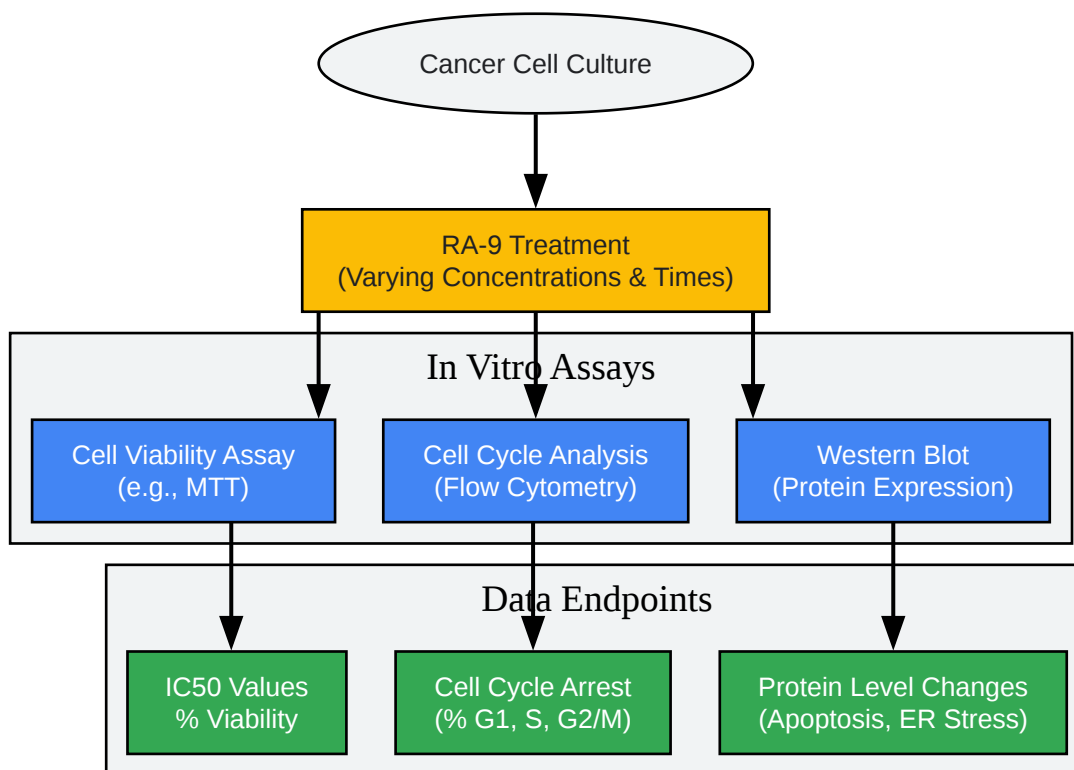 Cancer Cell Culture
RA-9 Treatment
(Varying Concentrations & Times)
In Vitro Assays
Cell Viability Assay
(e.g., MTT)
Cell Cycle Analysis
(Flow Cytometry)
Western Blot
(Protein Expression)
Data Endpoints
IC50 Values
% Viability
Cell Cycle Arrest
(% G1, S, G2/M)
Protein Level Changes
(Apoptosis, ER Stress)